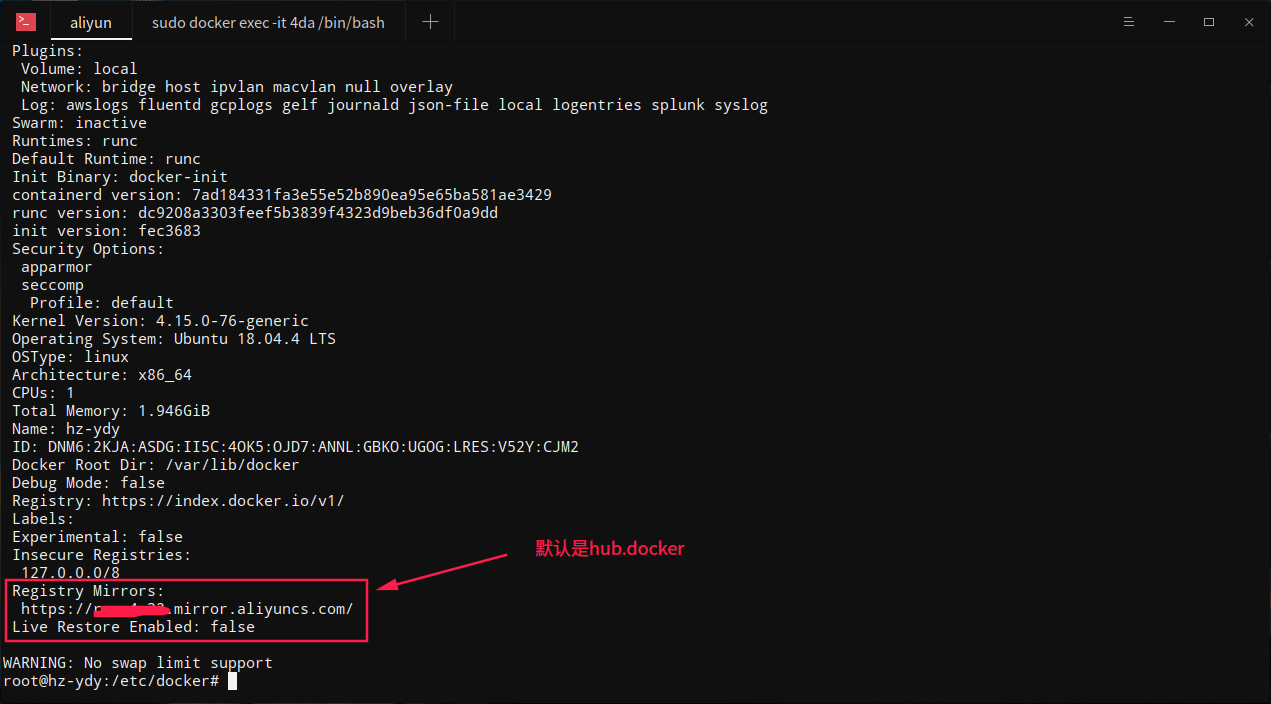 aliyun
sudo docker exec -it 4da /bin/bash
Plugins:
Volume: local
Network: bridge host ipvlan macvlan null overlay
Log: awslogs fluentd gcplogs gelf journald json-file local logentries splunk syslog
Swarm: inactive
Runtimes: runc
Default Runtime: runc
Init Binary: docker-init
containerd version: 7ad184331fa3e55e52b890ea95e65ba581ae3429
runc version: dc9208a3303feef5b3839f4323d9beb36df0a9dd
init version: fec3683
Security Options:
apparmor
seccomp
Profile: default
Kernel Version: 4.15.0-76-generic
Operating System: Ubuntu 18.04.4 LTS
OSType: linux
Architecture: x86_64
CPUs: 1
Total Memory: 1.946GiB
Name: hz-ydy
ID: DNM6:2KJA:ASDG:II5C:4OK5:OJD7:ANNL:GBKO:UGOG:LRES:V52Y:CJM2
Docker Root Dir: /var/lib/docker
Debug Mode: false
Registry: https://index.docker.io/v1/
Labels:
Experimental: false
默认是hub.docker
Insecure Registries:
127.0.0.0/8
Registry Mirrors:
https:// .mirror.aliyuncs.com/
Live Restore Enabled: false
WARNING: No swap limit support
root@hz-ydy:/etc/docker#